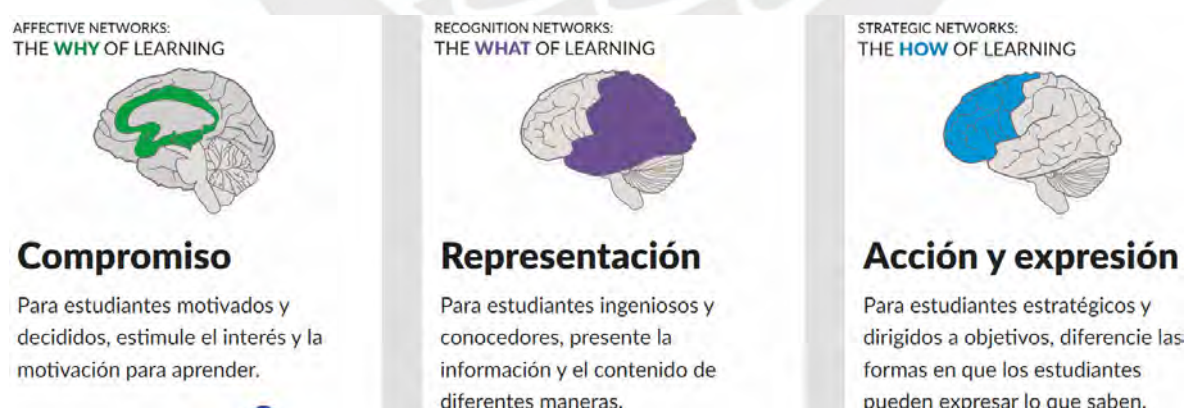 AFFECTIVE NETWORKS:
THE WHY OF LEARNING
Compromiso
Para estudiantes motivados y
decididos, estimule el interés y la
motivación para aprender.
RECOGNITION NETWORKS:
THE WHAT OF LEARNING
Representación
Para estudiantes ingeniosos y
conocedores, presente la
información y el contenido de
diferentes maneras.
STRATEGIC NETWORKS:
THE HOW OF LEARNING
Acción y expresión
Para estudiantes estratégicos y
dirigidos a objetivos, diferencie las
formas en que los estudiantes
pueden expresar lo que saben.